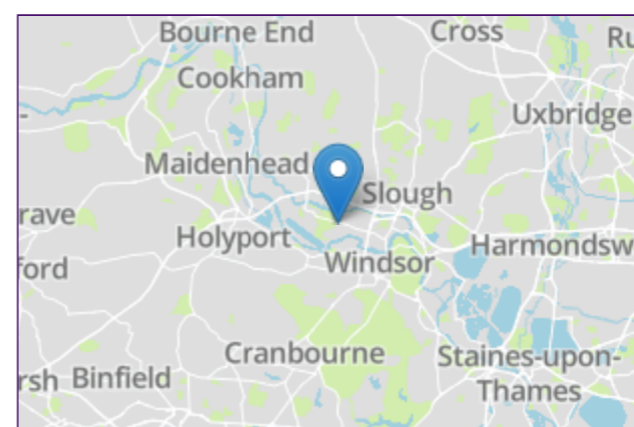 Bourne End
Cross
Ru
Cookham
Uxbridge
Maidenhead
Slough
rave
Holyport
Harmondsw
ford
Windsor
Cranbourne
Staines-upon-
Thames
rsh
Binfield